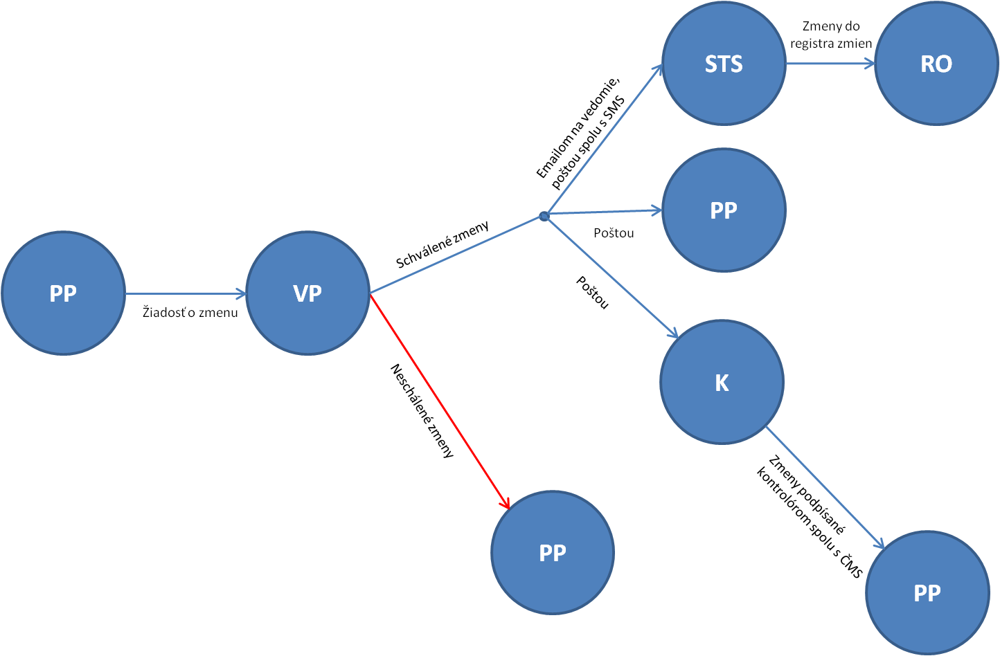 PP
Žiadosť o zmenu
VP
Schválené zmeny
Neschálené zmeny
PP
Emailom na vedomie,
poštou spolu s SMS
STS
Zmeny do
registra zmien
RO
Poštou
PP
Poštou
K
Zmeny podpísané
kontrolórom spolu s ČMS
PP